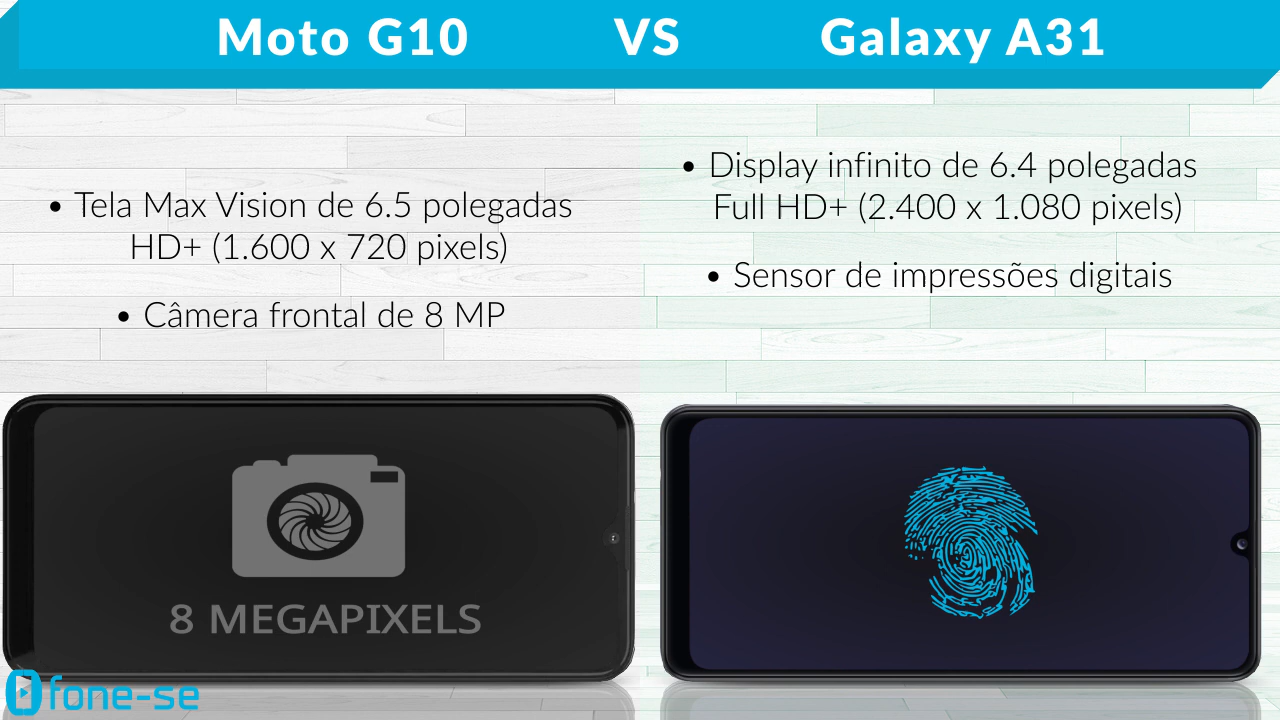 Moto G10 VS Galaxy A31
• Tela Max Vision de 6.5 polegadas
HD+ (1.600 x 720 pixels)
• Câmera frontal de 8 MP
• Display infinito de 6.4 polegadas
Full HD+ (2.400 x 1.080 pixels)
• Sensor de impressões digitais
8 MEGAPIXELS
fone-se